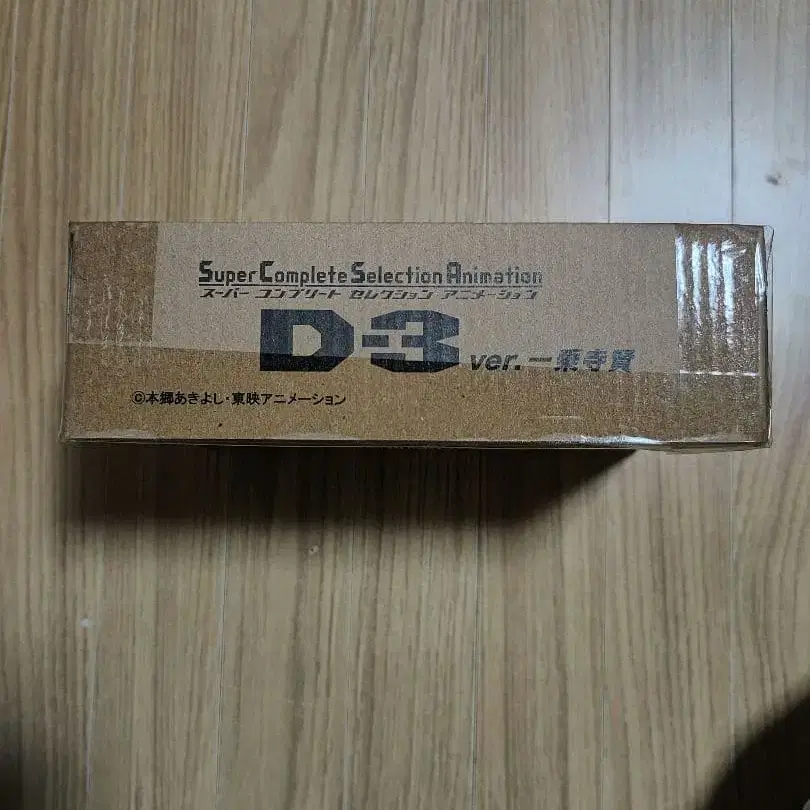 Super Complete Selection Animation
スーパー コンプリート セレクション アニメーション
D-3 ver.一乗寺賢
©本郷あきよし・東映アニメーション